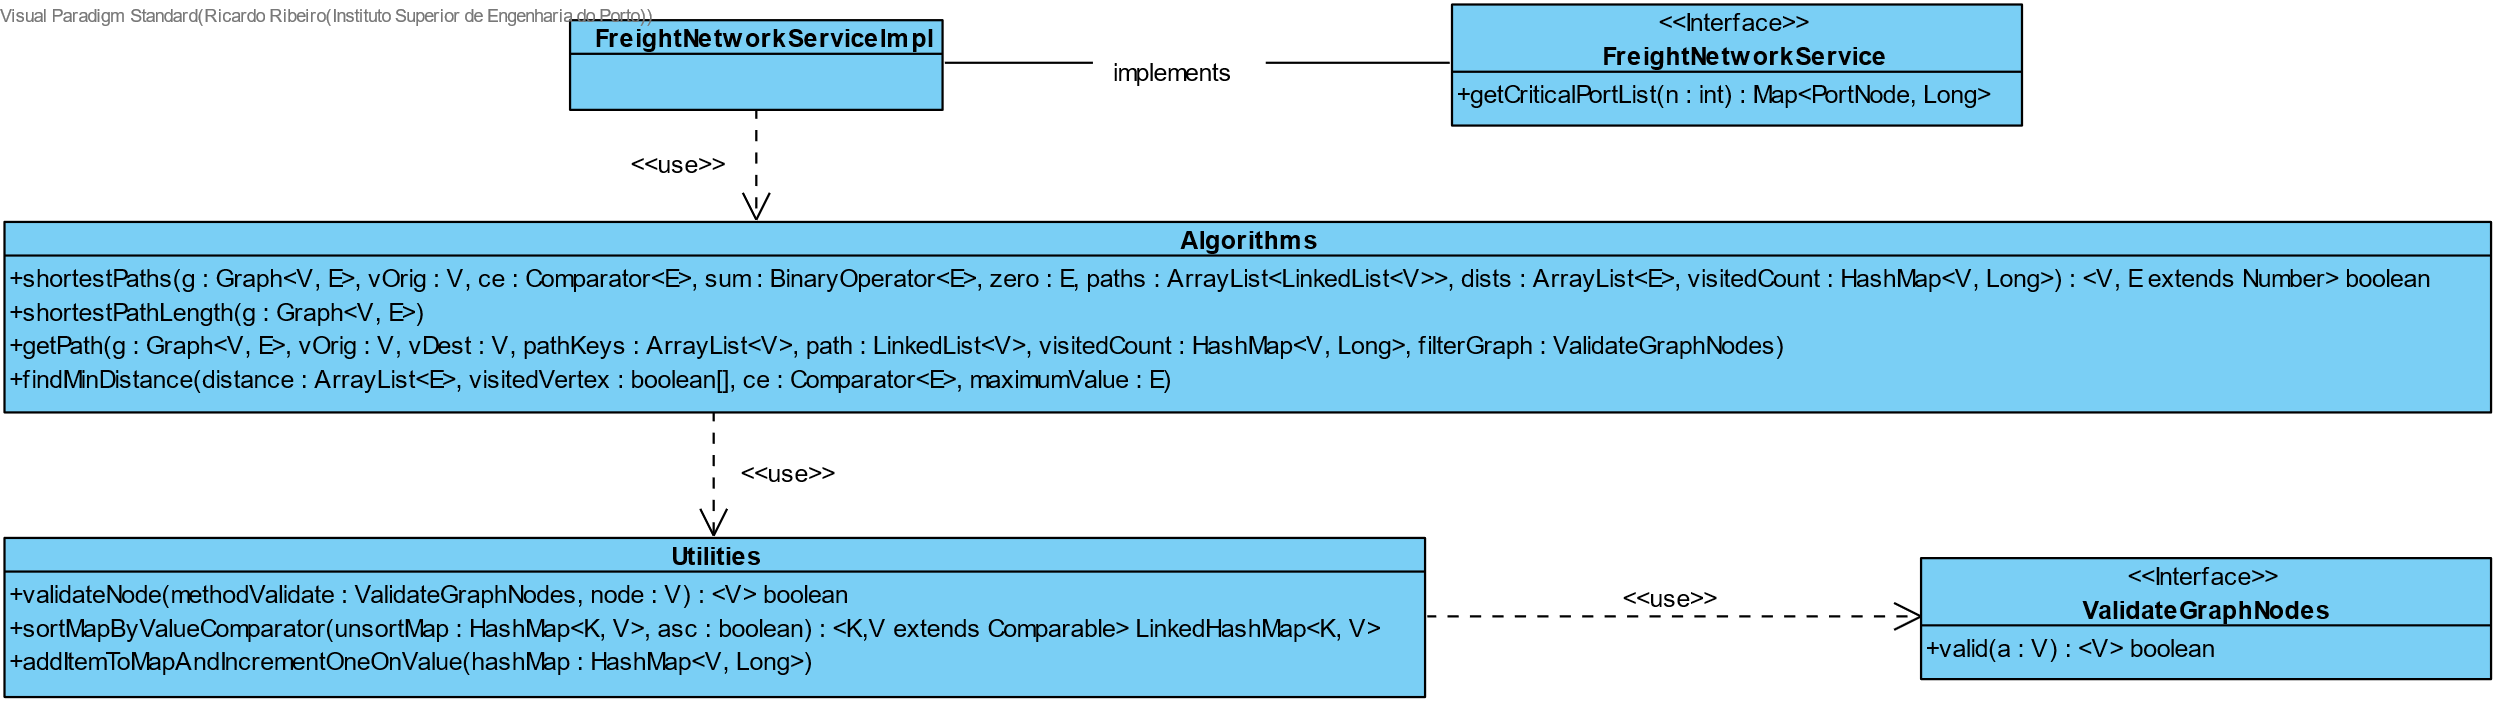 Visual Paradigm Standard(Ricardo Ribeiro(Instituto Superior de Engenharia do Porto))
FreightNetworkServiceImpl
implements
<<Interface>>
FreightNetworkService
+getCriticalPortList(n : int) : Map<PortNode, Long>
<<use>>
Algorithms
+shortestPaths(g : Graph<V, E>, vOrig : V, ce : Comparator<E>, sum : BinaryOperator<E>, zero : E, paths : ArrayList<LinkedList<V>>, dists : ArrayList<E>, visitedCount : HashMap<V, Long>) : <V, E extends Number> boolean
+shortestPathLength(g : Graph<V, E>)
+getPath(g : Graph<V, E>, vOrig : V, vDest : V, pathKeys : ArrayList<V>, path : LinkedList<V>, visitedCount : HashMap<V, Long>, filterGraph : ValidateGraphNodes)
+findMinDistance(distance : ArrayList<E>, visitedVertex : boolean[], ce : Comparator<E>, maximumValue : E)
<<use>>
Utilities
+validateNode(methodValidate : ValidateGraphNodes, node : V) : <V> boolean
+sortMapByValueComparator(unsortMap : HashMap<K, V>, asc : boolean) : <K,V extends Comparable> LinkedHashMap<K, V>
+addItemToMapAndIncrementOneOnValue(hashMap : HashMap<V, Long>)
<<use>>
<<Interface>>
ValidateGraphNodes
+valid(a : V) : <V> boolean